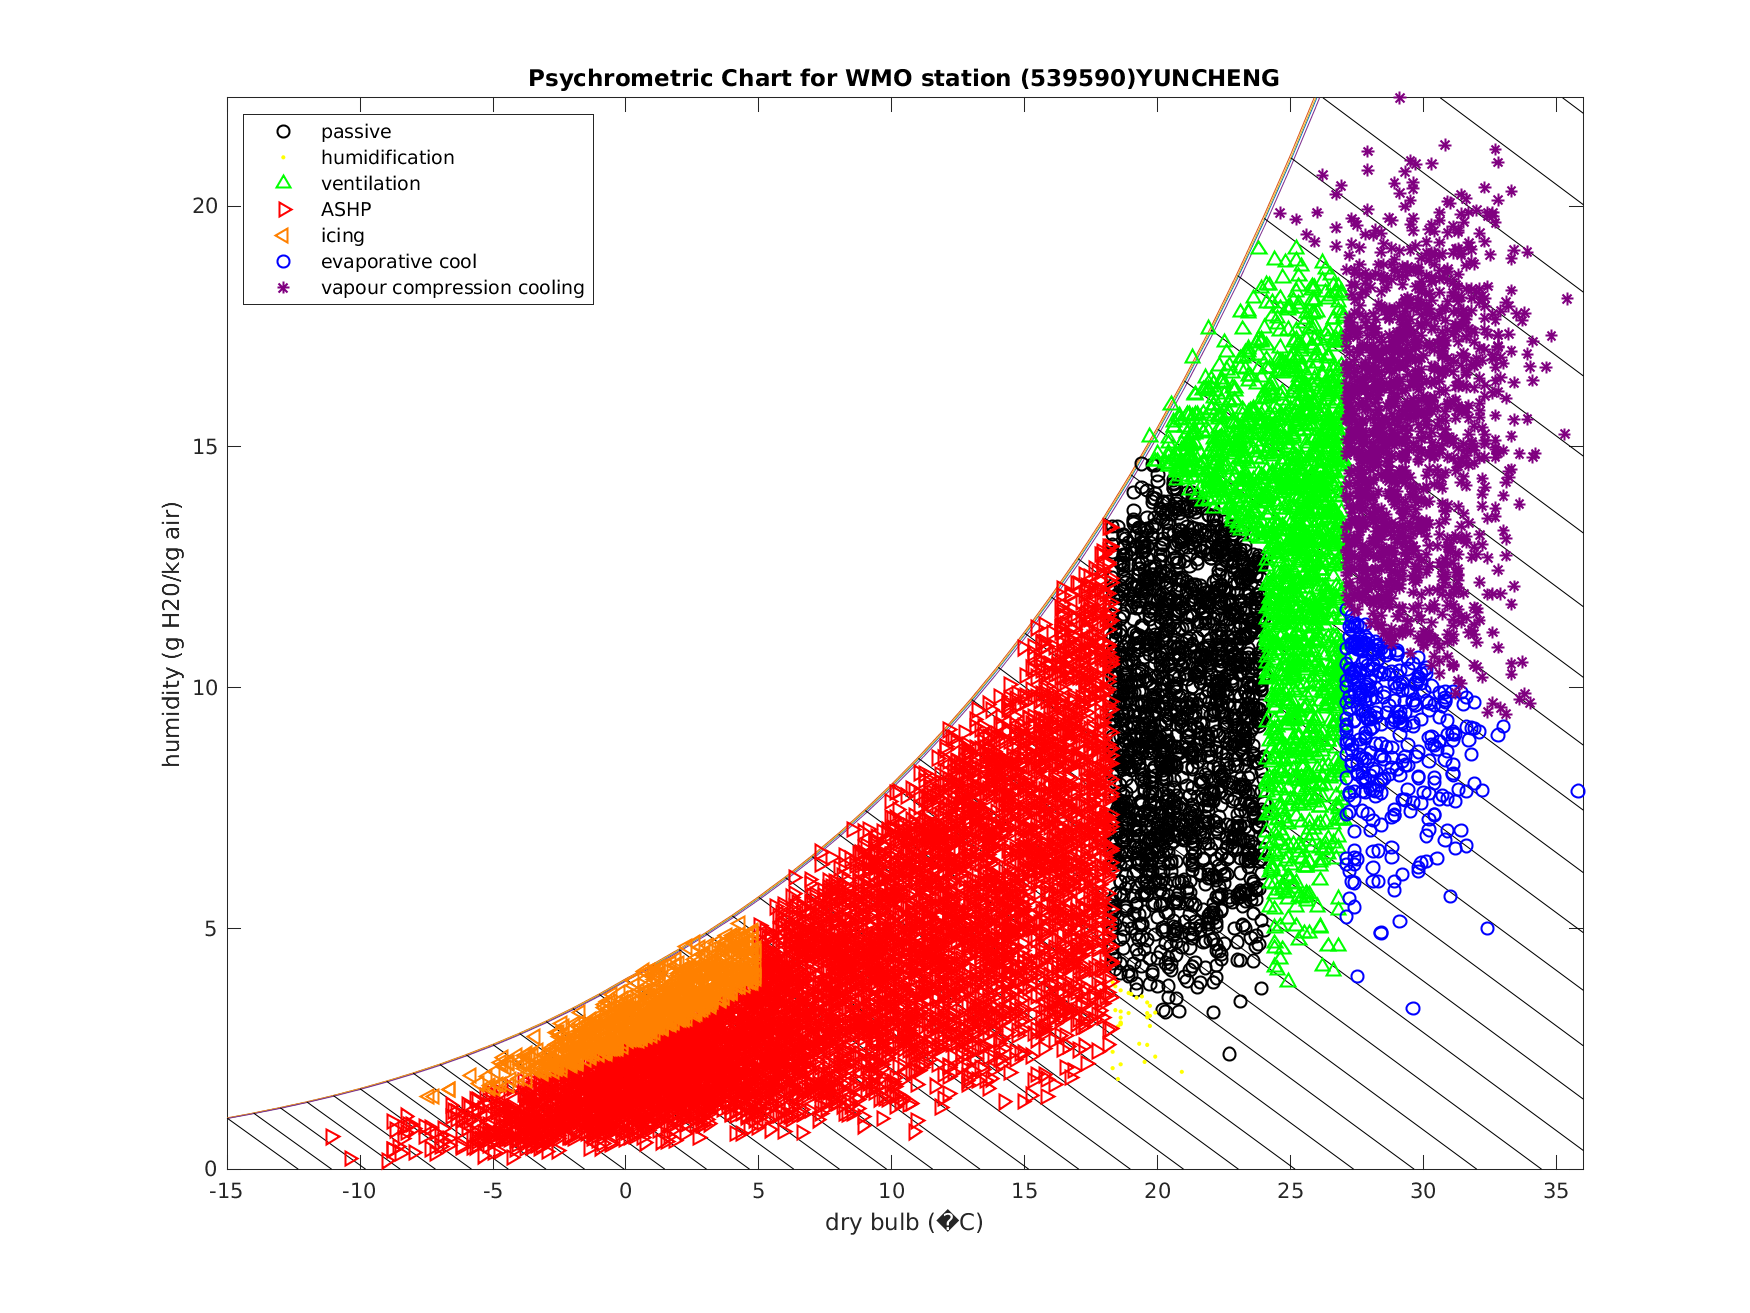 Psychrometric Chart for WMO station (539590)YUNCHENG
passive
humidification
ventilation
ASHP
icing
evaporative cool
vapour compression cooling
humidity (g H20/kg air)
20
15
10
5
0
-15 -10 -5 0 5 10 15 20 25 30 35
dry bulb (�C)